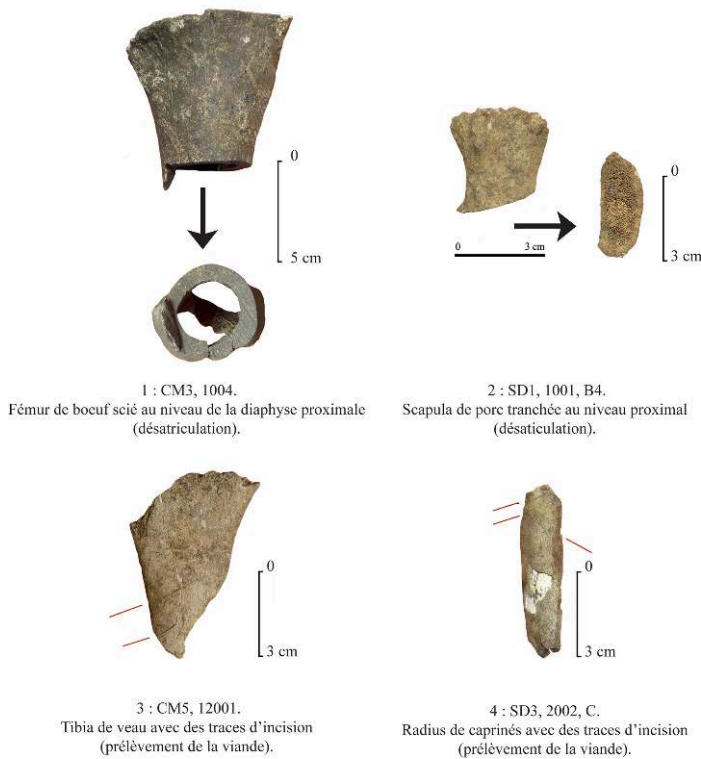 0
5 cm
0
3 cm
0
3 cm
1 : CM3, 1004.
Fémur de boeuf scié au niveau de la diaphyse proximale
(désatriculation).
2 : SD1, 1001, B4.
Scapula de porc tranchée au niveau proximal
(désaticulation).
0
3 cm
0
3 cm
3 : CM5, 12001.
Tibia de veau avec des traces d'incision
(prélèvement de la viande).
4 : SD3, 2002, C.
Radius de caprinés avec des traces d'incision
(prélèvement de la viande).